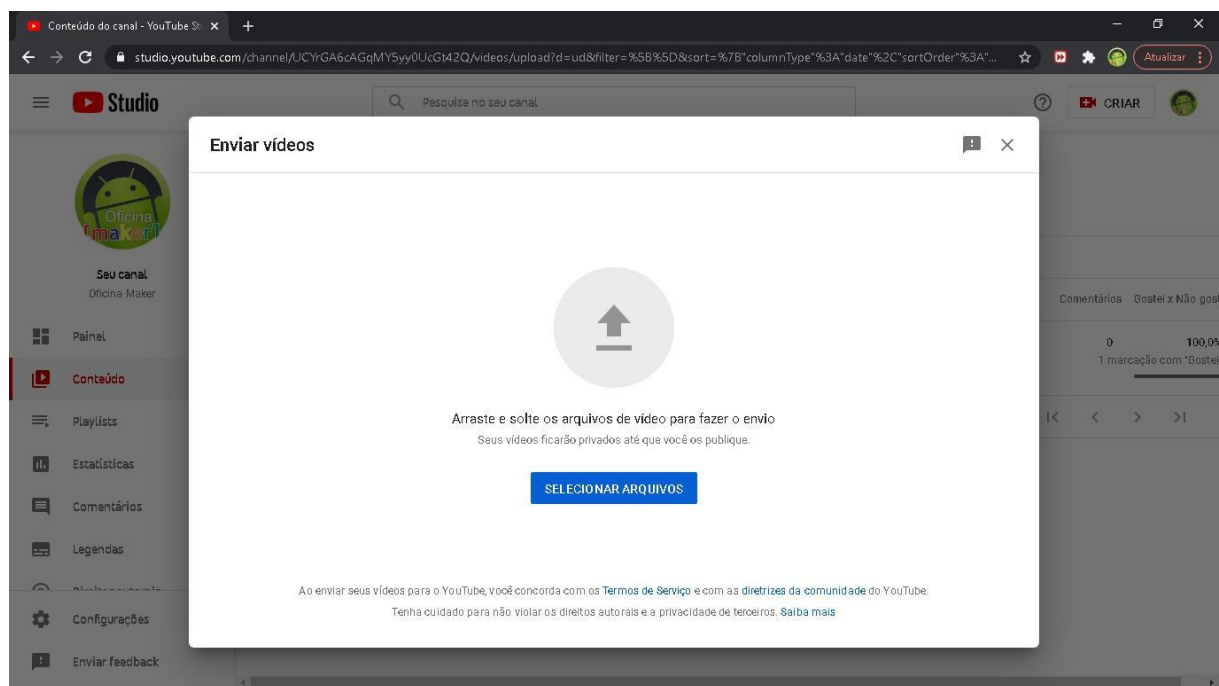 Conteúdo do canal - YouTube St
Atualizar
studio.youtube.com/channel/UCYrGA6cAGqMY5yy0UcGt42Q/videos/upload?d=ud&filter=%5B%5D&sort=%7B"columnType"%3A"date"%2C"sortOrder"%3A"...
Studio
Pesquise no seu canal
CRIAR
Enviar vídeos
Oficina
[maker]
Seu canal
Oficina Maker
Painel
Conteúdo
Playlists
Estatísticas
Comentários
Legendas
Configurações
Enviar feedback
Arraste e solte os arquivos de vídeo para fazer o envio
Seus vídeos ficarão privados até que você os publique.
SELECIONAR ARQUIVOS
Ao enviar seus vídeos para o YouTube, você concorda com os Termos de Serviço e com as diretrizes da comunidade do YouTube.
Tenha cuidado para não violar os direitos autorais e a privacidade de terceiros. Saiba mais
Comentários Gostei x Não gost
0 100,0%
1 marcação com "Gostei